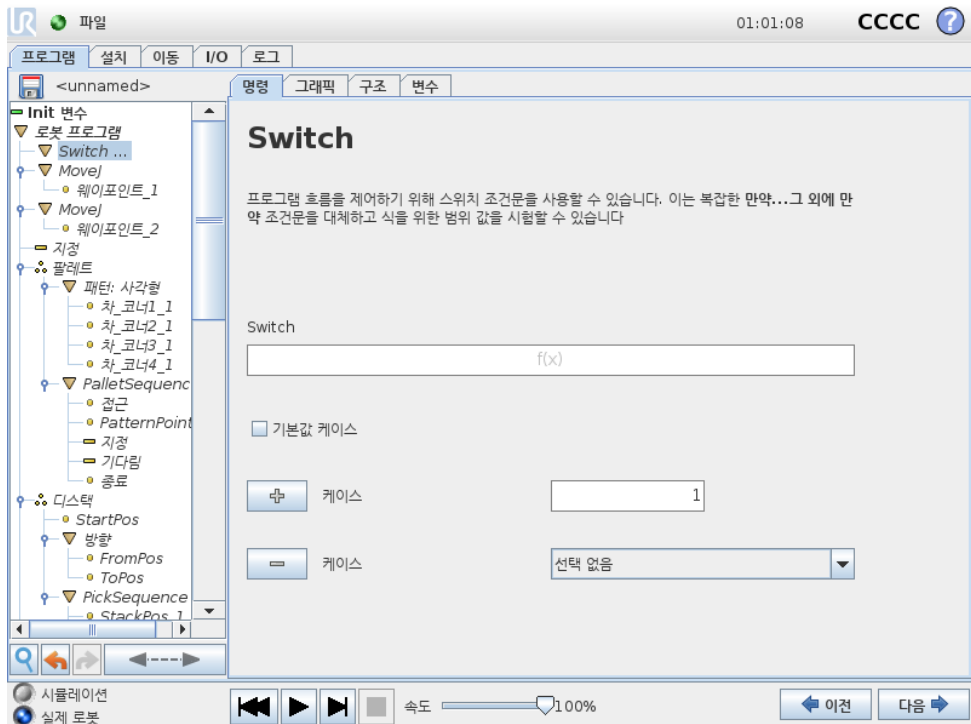 UR 파일 01:01:08 CCCC ?
프로그램 설치 이동 I/O 로그
<unnamed>
명령 그래픽 구조 변수
Init 변수
로봇 프로그램
Switch ...
MoveJ
웨이포인트_1
MoveJ
웨이포인트_2
지정
팔레트
패턴: 사각형
차_코너1_1
차_코너2_1
차_코너3_1
차_코너4_1
PalletSequenc
접근
PatternPoint
지정
기다림
종료
디스택
StartPos
방향
FromPos
ToPos
PickSequence
StackPos_1
Switch
프로그램 흐름를 제어하기 위해 스위치 조건문을 사용할 수 있습니다. 이는 복잡한 만약...그 외에 만
약 조건문을 대체하고 식을 위한 범위 값을 시험할 수 있습니다
Switch
f(x)
기본값 케이스
케이스 1
케이스 선택 없음
시뮬레이션
실제 로봇
속도 100%
이전 다음